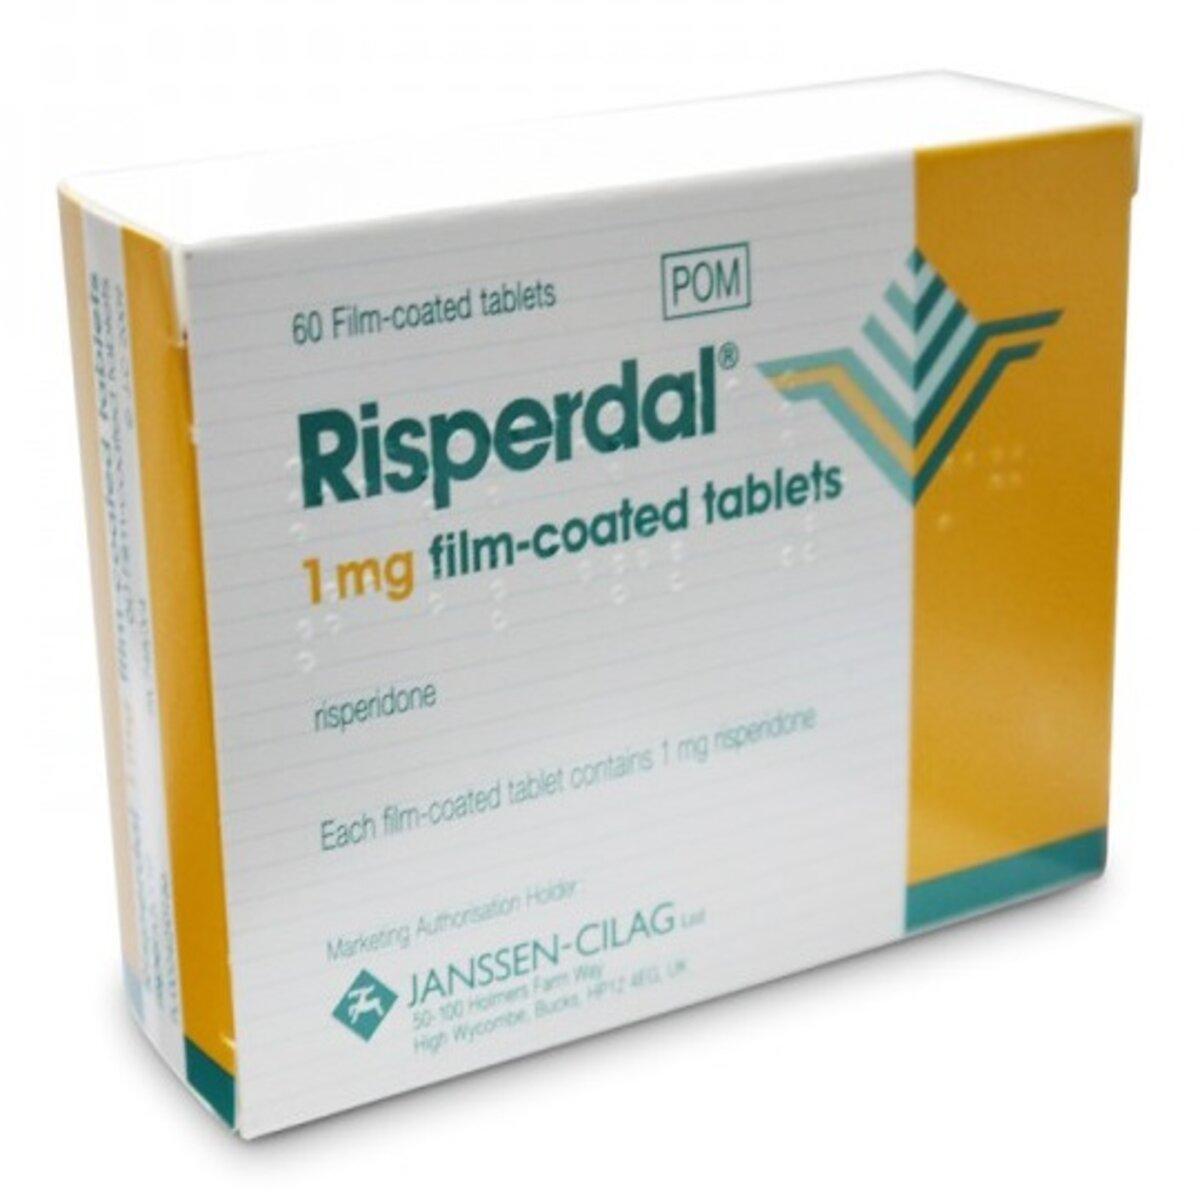 60 Film-coated tablets
POM
Risperdal®
1 mg film-coated tablets
risperidone
Each film-coated tablet contains 1 mg risperidone
Marketing Authorisation Holder:
JANSSEN-CILAG Ltd
50-100 Holmers Farm Way
High Wycombe, Bucks, HP12 4EG, UK